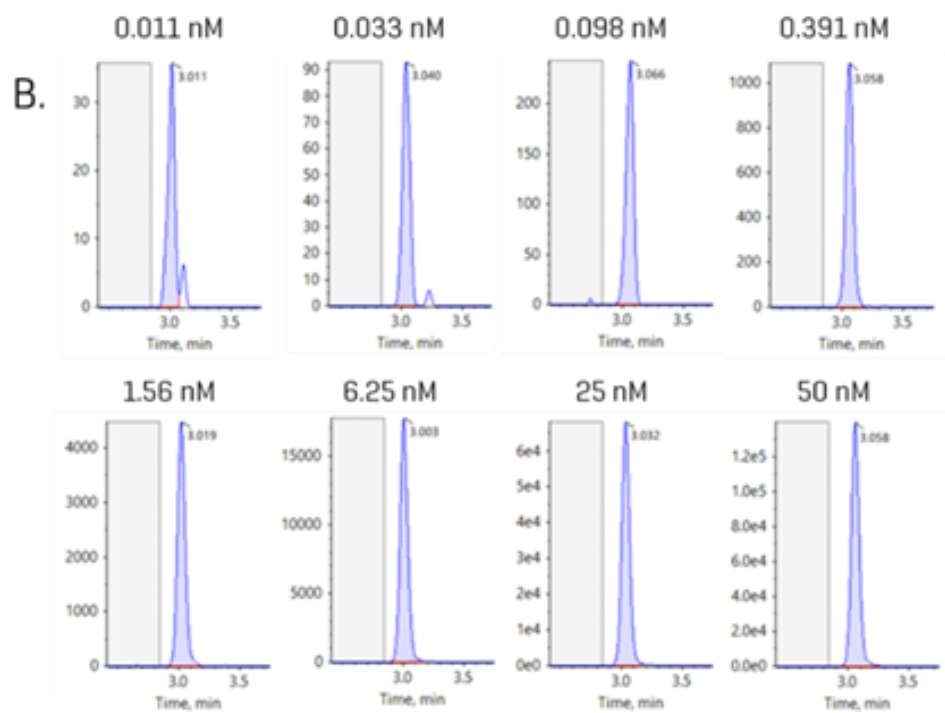 0.011 nM 0.033 nM 0.098 nM 0.391 nM
B.
3.011 3.040 3.066 3.058
30 20 10 0
90 80 70 60 50 40 30 20 10 0
200 150 100 50 0
1000 800 600 400 200 0
3.0 3.5 3.0 3.5 3.0 3.5 3.0 3.5
Time, min Time, min Time, min Time, min
1.56 nM 6.25 nM 25 nM 50 nM
3.019 3.003 3.032 3.058
4000 3000 2000 1000 0
15000 10000 5000 0
6e4 5e4 4e4 3e4 2e4 1e4 0e0
1.2e5 1.0e5 8.0e4 6.0e4 4.0e4 2.0e4 0.0e0
3.0 3.5 3.0 3.5 3.0 3.5 3.0 3.5
Time, min Time, min Time, min Time, min